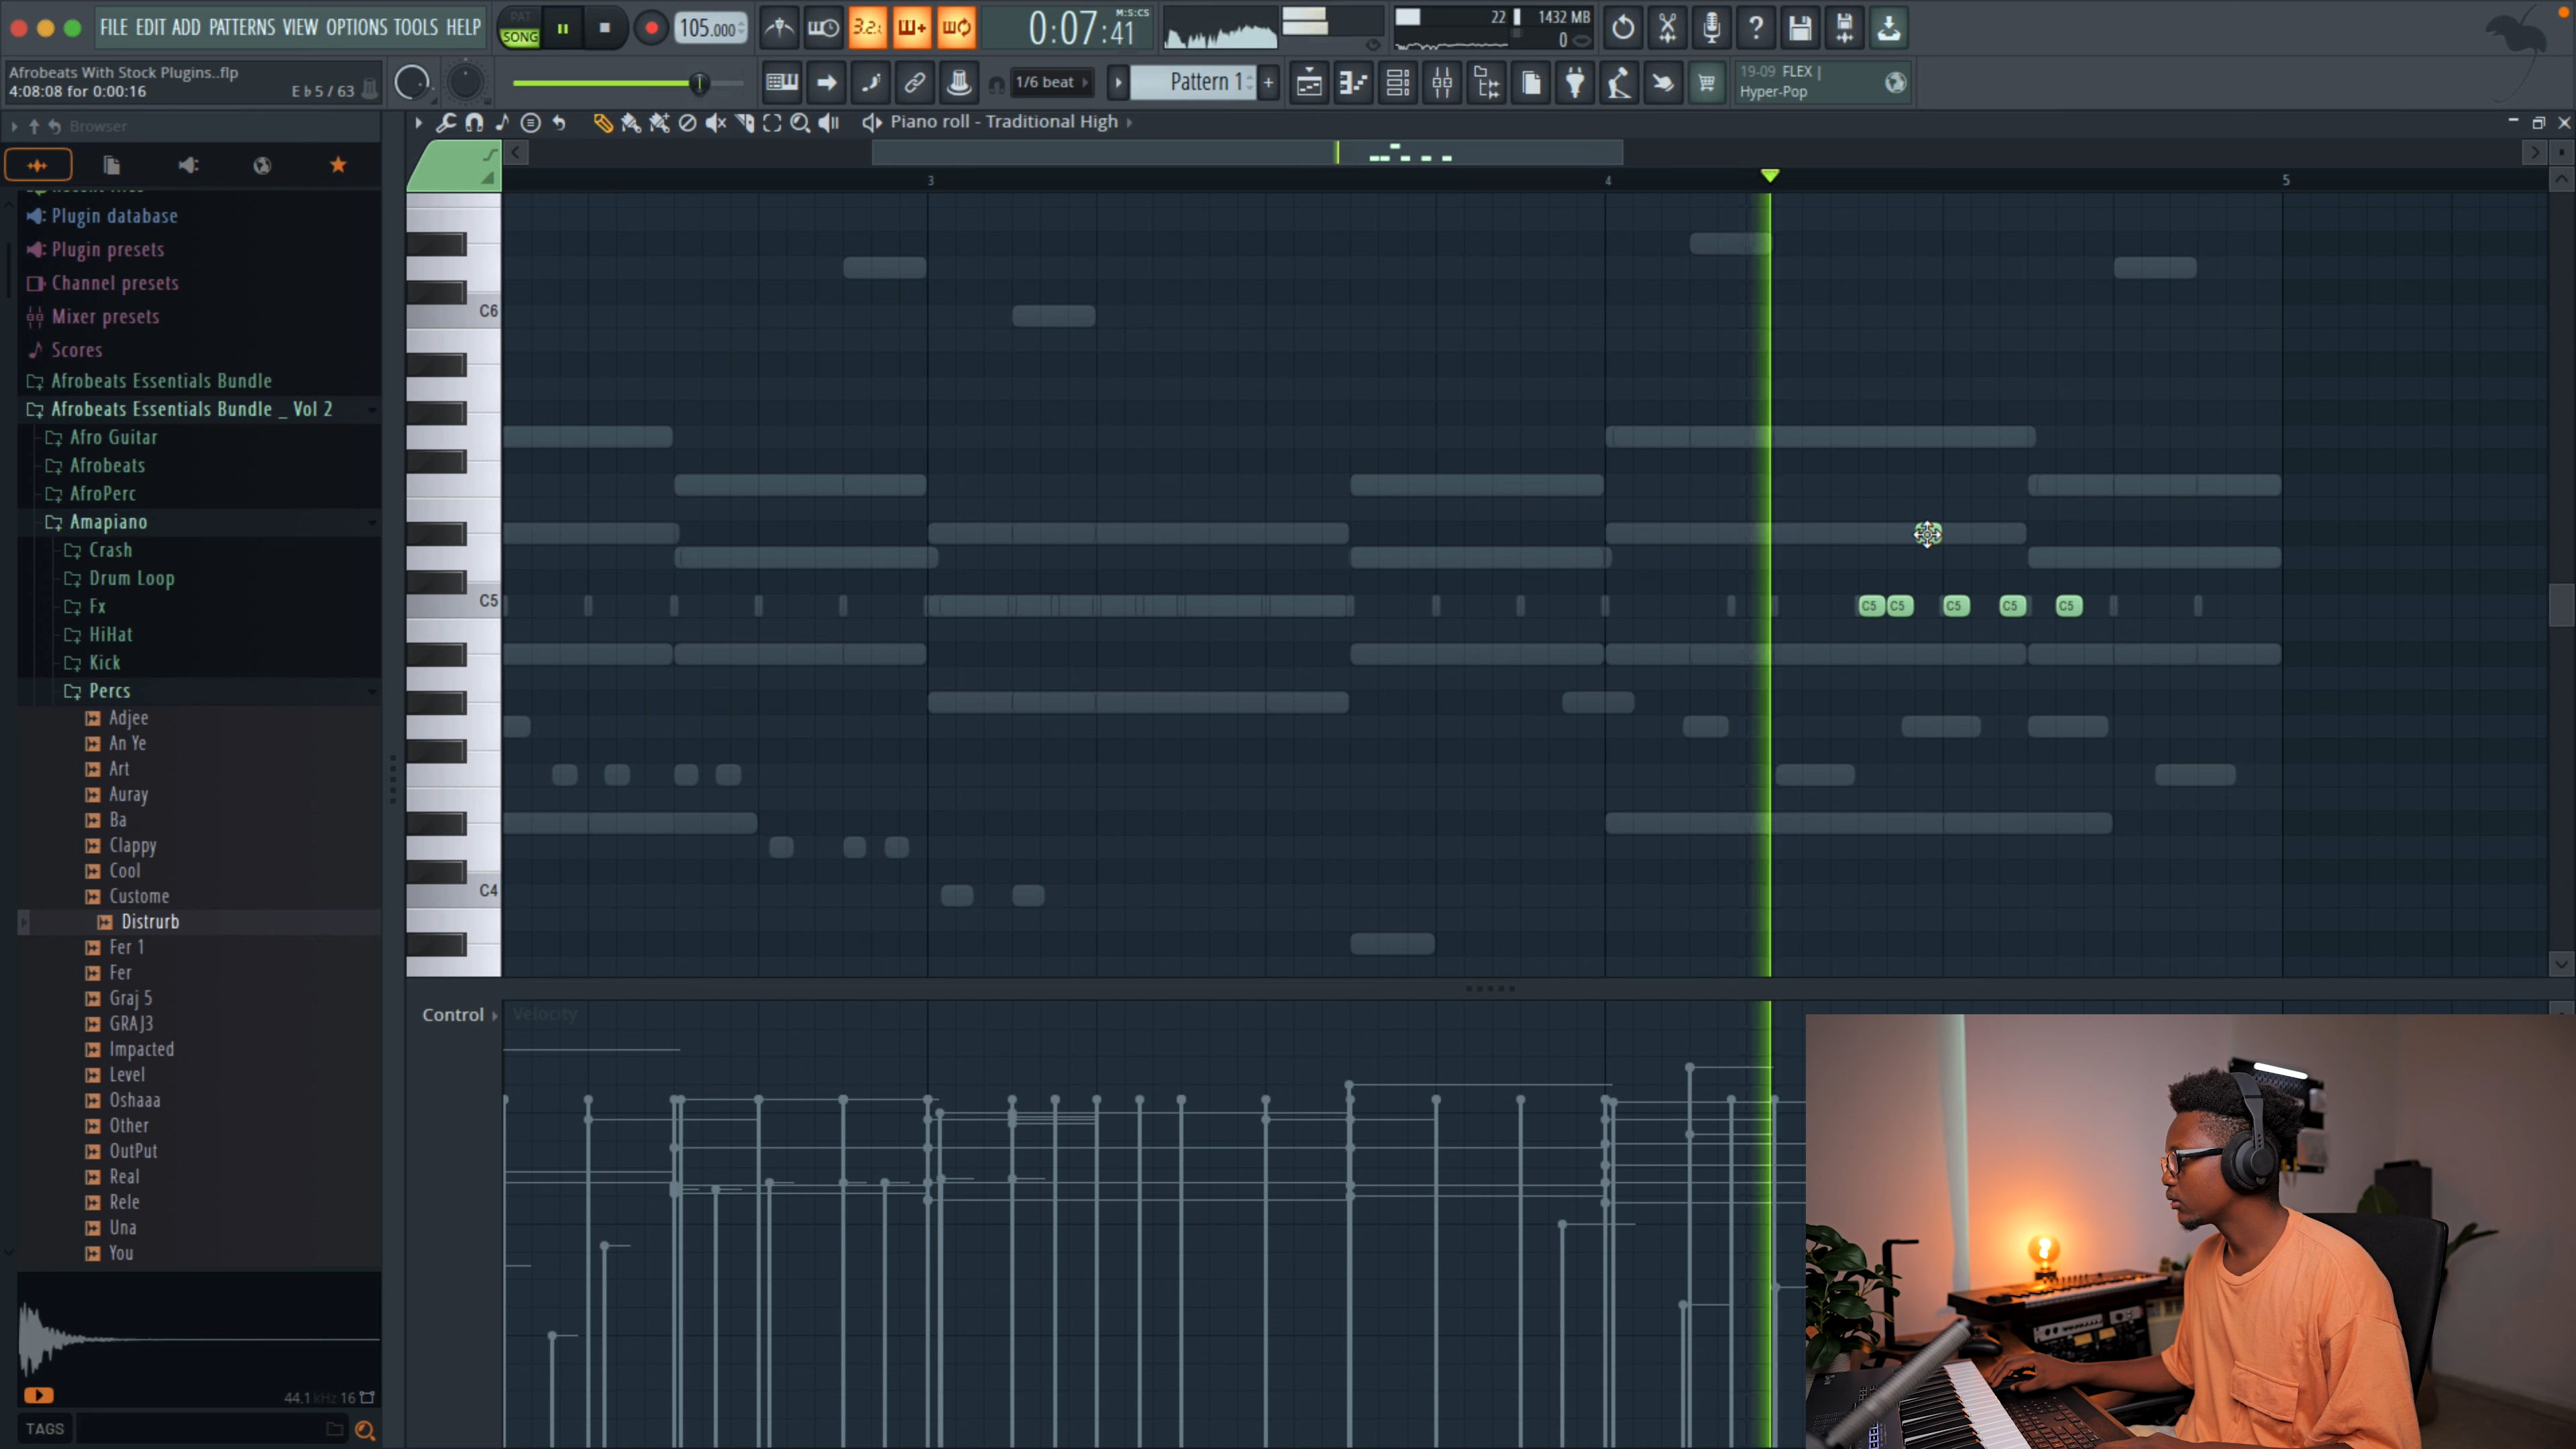 FILE EDIT ADD PATTERNS VIEW OPTIONS TOOLS HELP
PAT
SONG
105.000
3.2.
0:07:41
M:S:CS
22
1432 MB
0
Afrobeats With Stock Plugins..flp
4:08:08 for 0:00:16
E♭5 / 63
1/6 beat
Pattern 1
+
19-09 FLEX |
Hyper-Pop
Browser
Piano roll - Traditional High
3
4
5
Plugin database
Plugin presets
Channel presets
Mixer presets
Scores
Afrobeats Essentials Bundle
Afrobeats Essentials Bundle _ Vol 2
Afro Guitar
Afrobeats
AfroPerc
Amapiano
Crash
Drum Loop
Fx
HiHat
Kick
Percs
Adjee
An Ye
Art
Auray
Ba
Clappy
Cool
Custome
Distrurb
Fer 1
Fer
Graj 5
GRAJ3
Impacted
Level
Oshaaa
Other
OutPut
Real
Rele
Una
You
44.1 kHz 16
TAGS
C6
C5
C5 C5 C5 C5 C5
C4
Control
Velocity